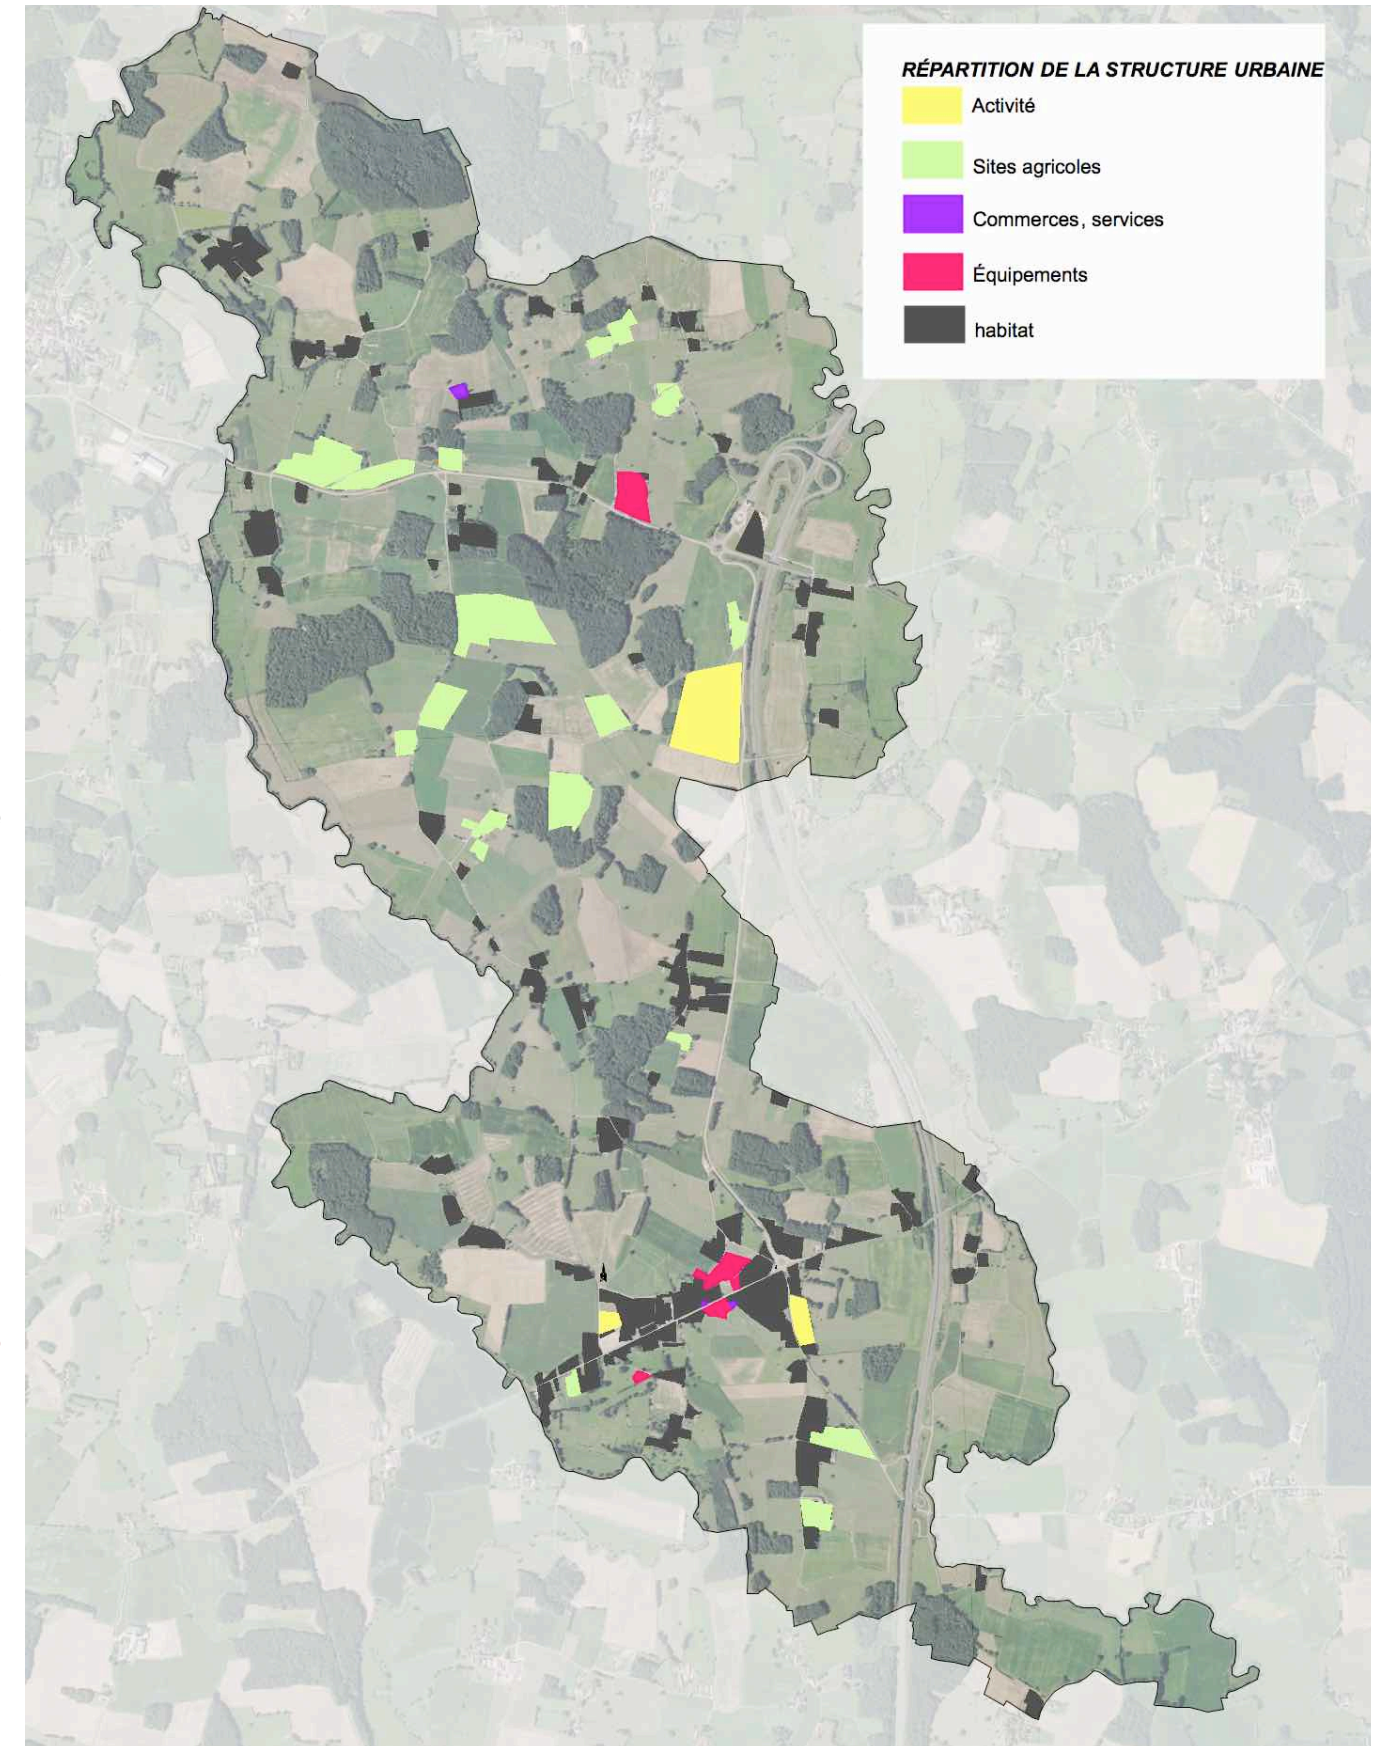 RÉPARTITION DE LA STRUCTURE URBAINE
Activité
Sites agricoles
Commerces, services
Équipements
habitat